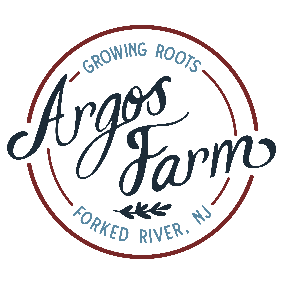 GROWING ROOTS
Argos
Farm
FORKED RIVER, NJ